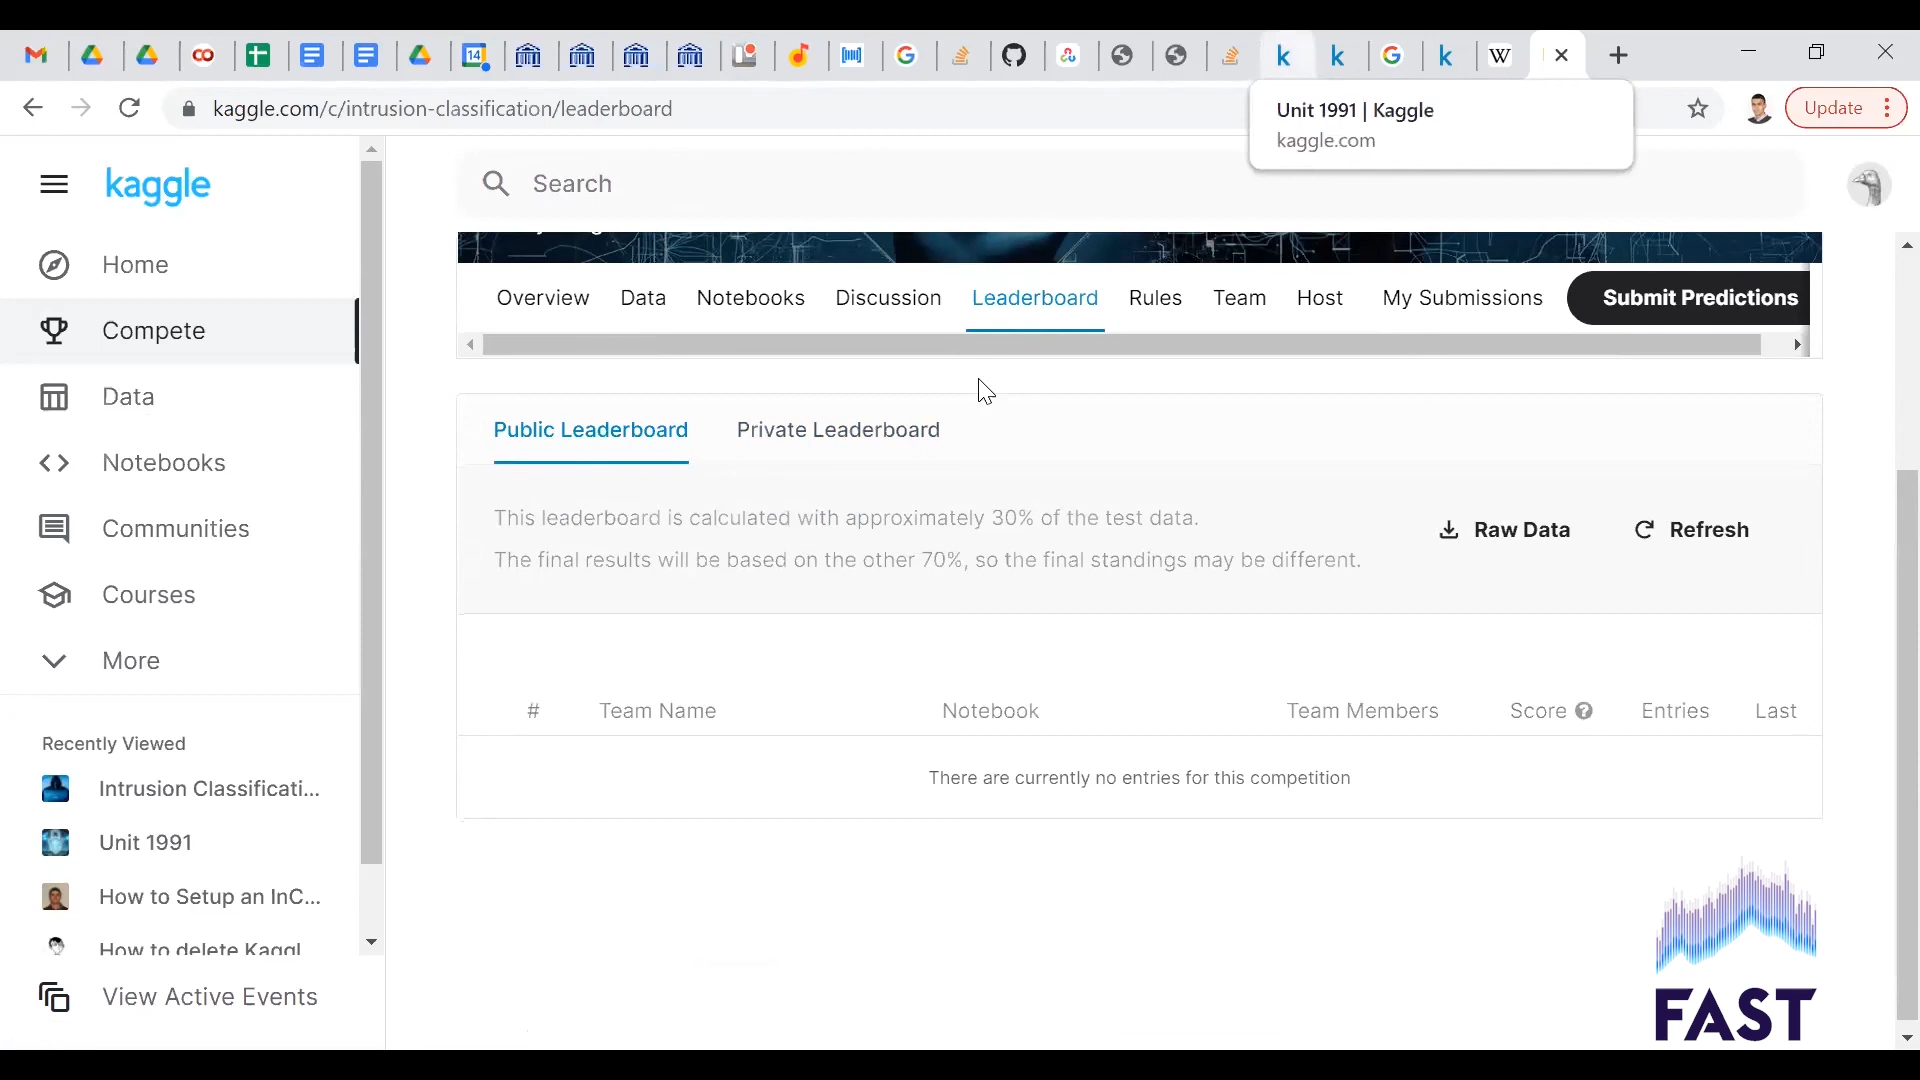 kaggle.com/c/intrusion-classification/leaderboard
Unit 1991 | Kaggle
kaggle.com
Update
kaggle
Search
Home
Compete
Data
Notebooks
Communities
Courses
More
Recently Viewed
Intrusion Classificati...
Unit 1991
How to Setup an InC...
How to delete Kaggl
View Active Events
Overview Data Notebooks Discussion Leaderboard Rules Team Host My Submissions Submit Predictions
Public Leaderboard Private Leaderboard
This leaderboard is calculated with approximately 30% of the test data.
The final results will be based on the other 70%, so the final standings may be different.
Raw Data Refresh
# Team Name Notebook Team Members Score Entries Last
There are currently no entries for this competition
FAST